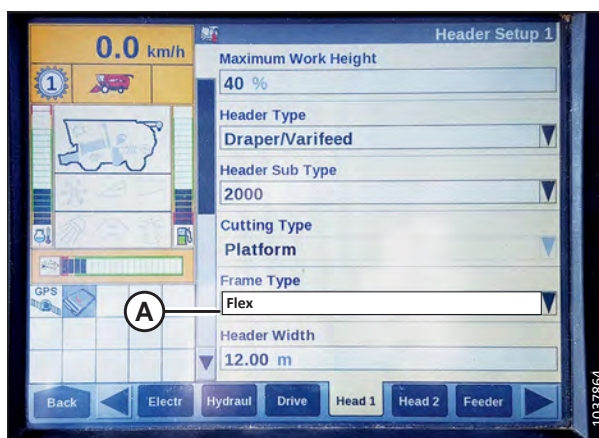 0.0 km/h
Header Setup 1
1
Maximum Work Height
40 %
Header Type
Draper/Varifeed
Header Sub Type
2000
Cutting Type
Platform
Frame Type
GPS
A
Flex
Header Width
12.00 m
Back
Electr
Hydraul
Drive
Head 1
Head 2
Feeder
1037864